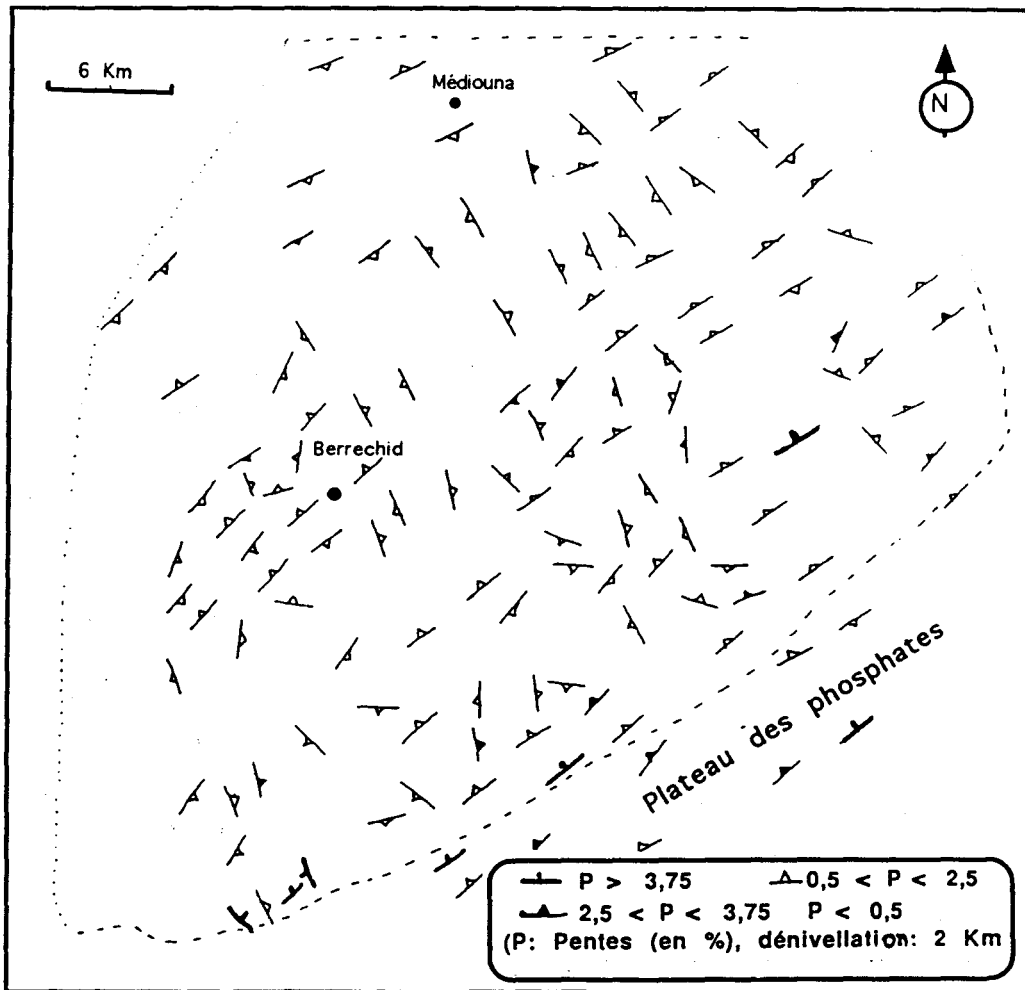 6 Km
Médiouna
N
Berrechid
Plateau des phosphates
P > 3,75 0,5 < P < 2,5
2,5 < P < 3,75 P < 0,5
(P: Pentes (en %), dénivellation: 2 Km